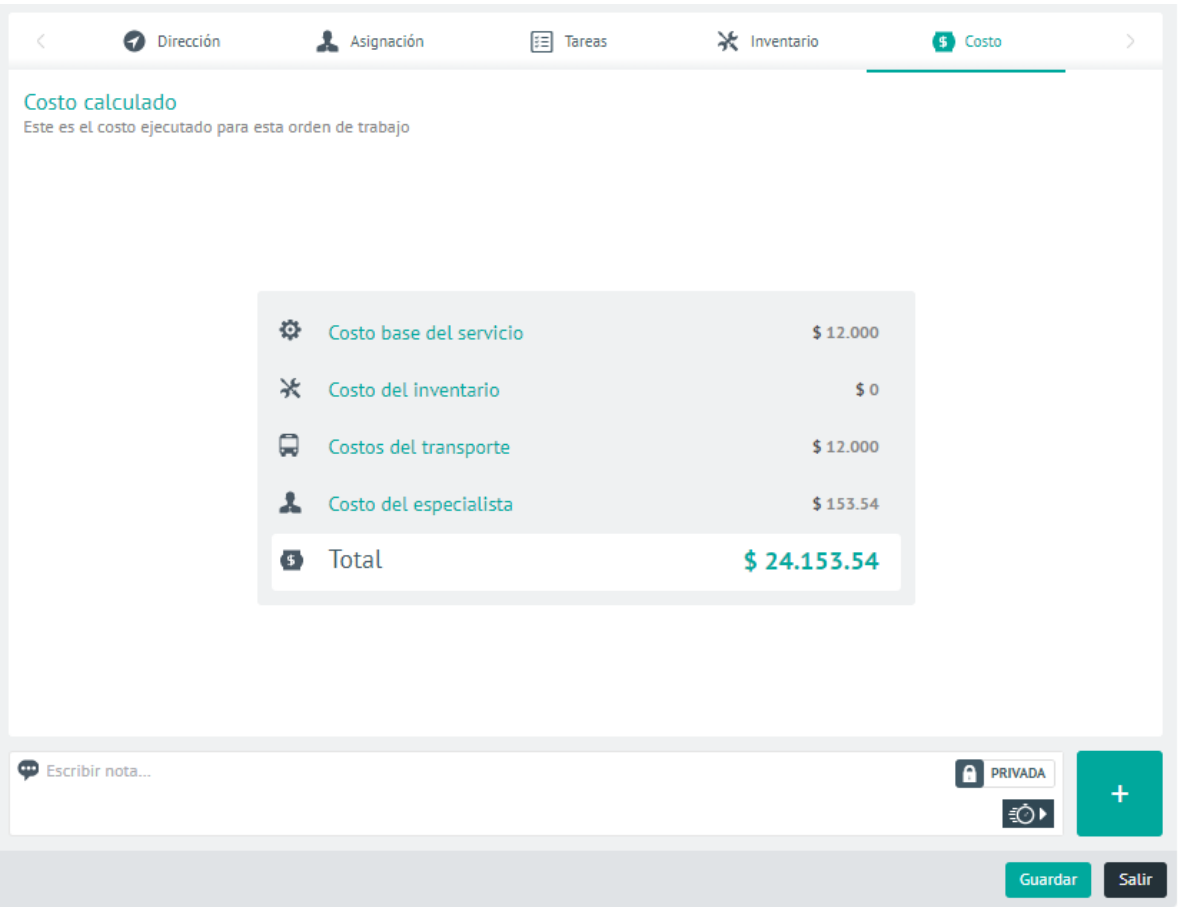 Dirección Asignación Tareas Inventario Costo
Costo calculado
Este es el costo ejecutado para esta orden de trabajo
Costo base del servicio $ 12.000
Costo del inventario $ 0
Costos del transporte $ 12.000
Costo del especialista $ 153.54
Total $ 24.153.54
Escribir nota...
PRIVADA
+
Guardar Salir